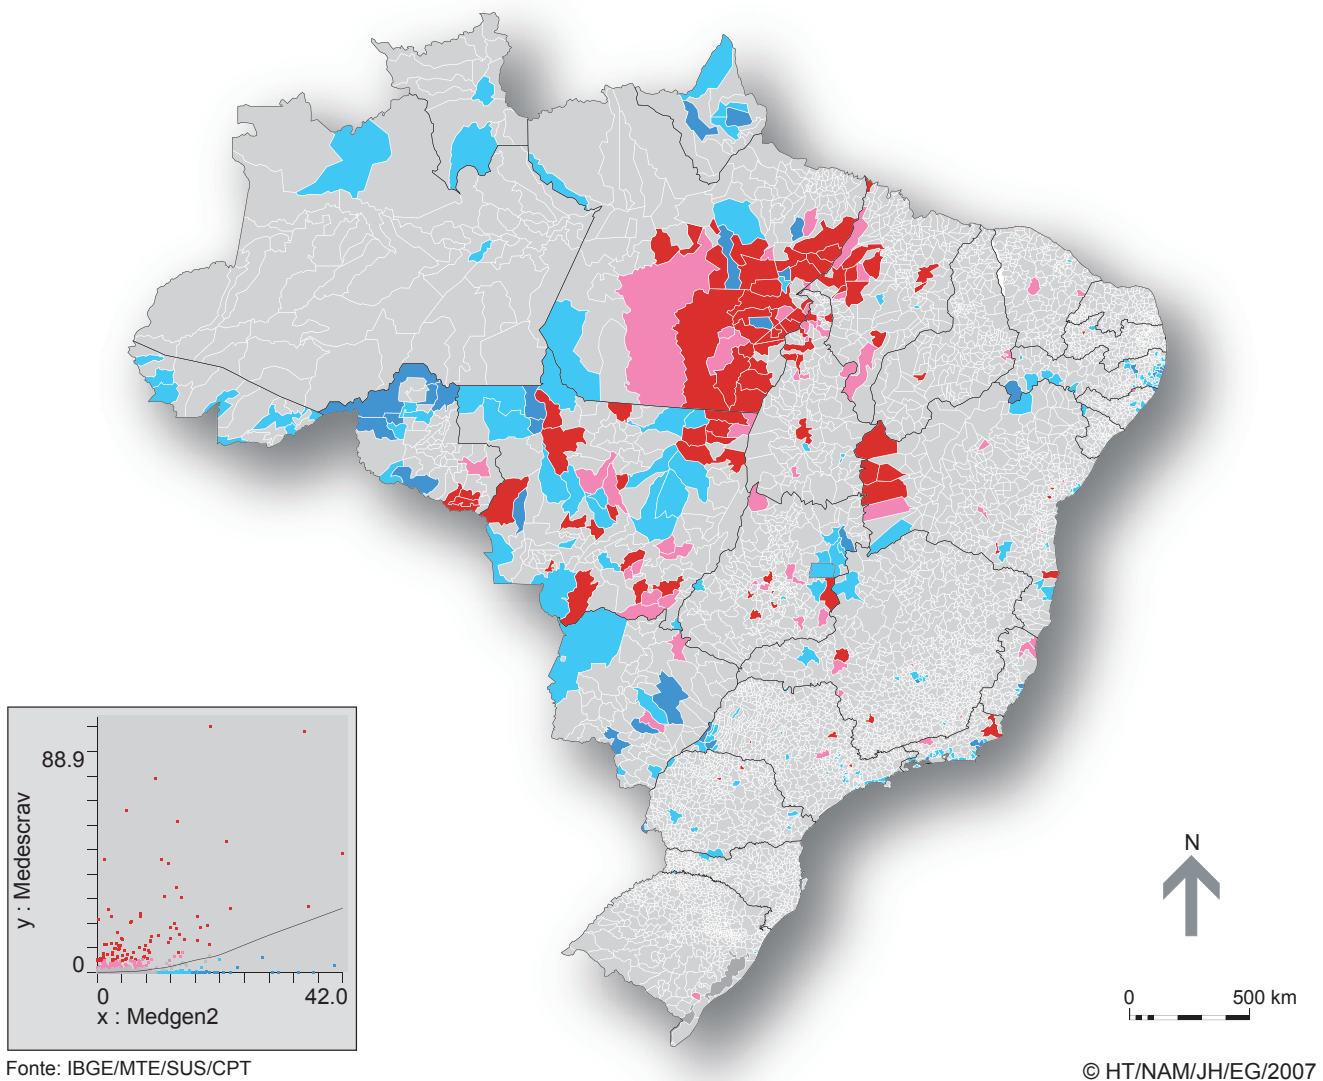 88.9
y : Medescrav
0
0
42.0
x : Medgen2
Fonte: IBGE/MTE/SUS/CPT
N
0
500 km
© HT/NAM/JH/EG/2007